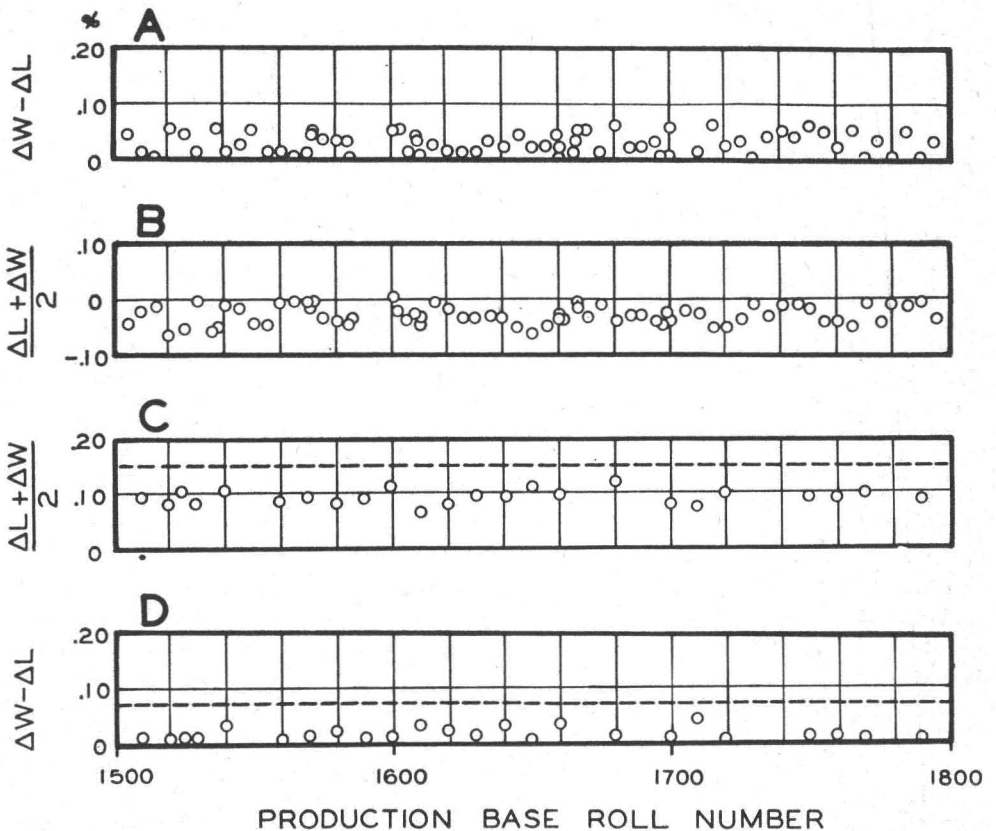 %
A
.20
.10
0
ΔW - ΔL
B
.10
0
-.10
ΔL + ΔW
2
C
.20
.10
0
ΔL + ΔW
2
D
.20
.10
0
ΔW - ΔL
1500 1600 1700 1800
PRODUCTION BASE ROLL NUMBER